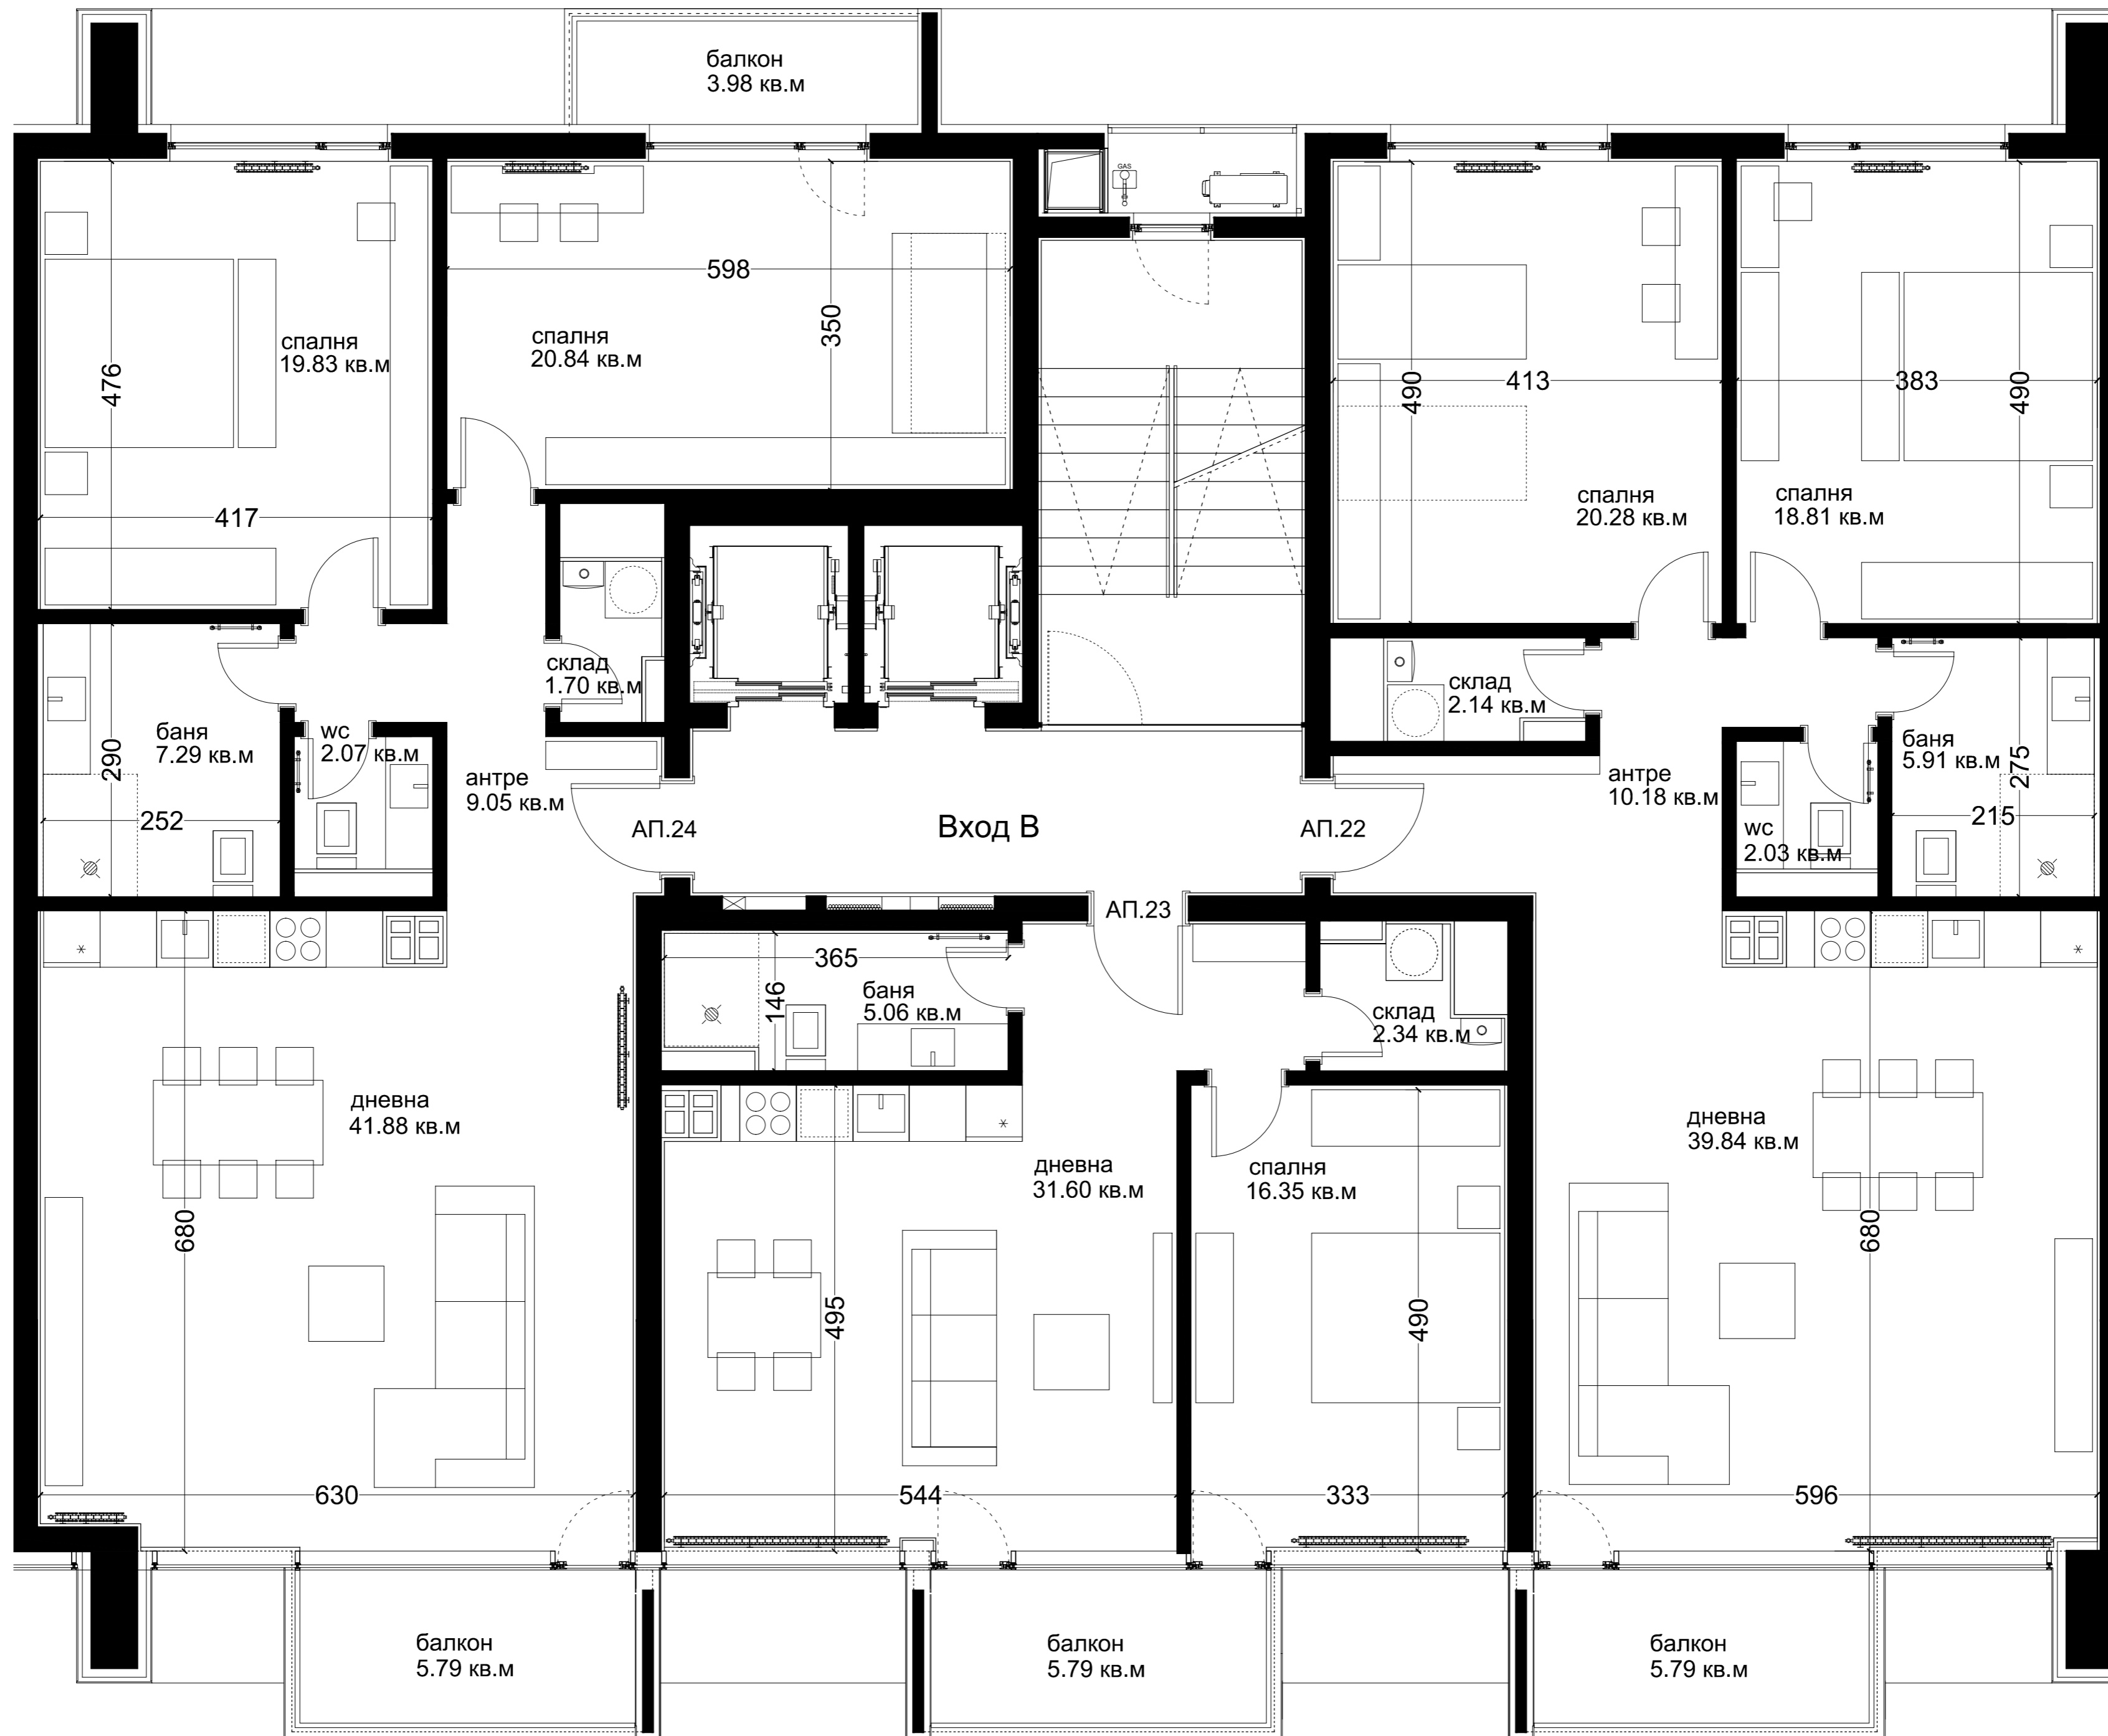 балкон
3.98 кв.м
GAS
598
350
спалня
19.83 кв.м
476
417
спалня
20.84 кв.м
490
413
383
490
спалня
20.28 кв.м
спалня
18.81 кв.м
склад
1.70 кв.м
склад
2.14 кв.м
баня
7.29 кв.м
290
252
wc
2.07 кв.м
антре
9.05 кв.м
АП.24
Вход В
АП.22
антре
10.18 кв.м
wc
2.03 кв.м
баня
5.91 кв.м
275
215
АП.23
365
146
баня
5.06 кв.м
склад
2.34 кв.м
дневна
41.88 кв.м
680
630
дневна
31.60 кв.м
495
544
спалня
16.35 кв.м
490
333
дневна
39.84 кв.м
680
596
балкон
5.79 кв.м
балкон
5.79 кв.м
балкон
5.79 кв.м